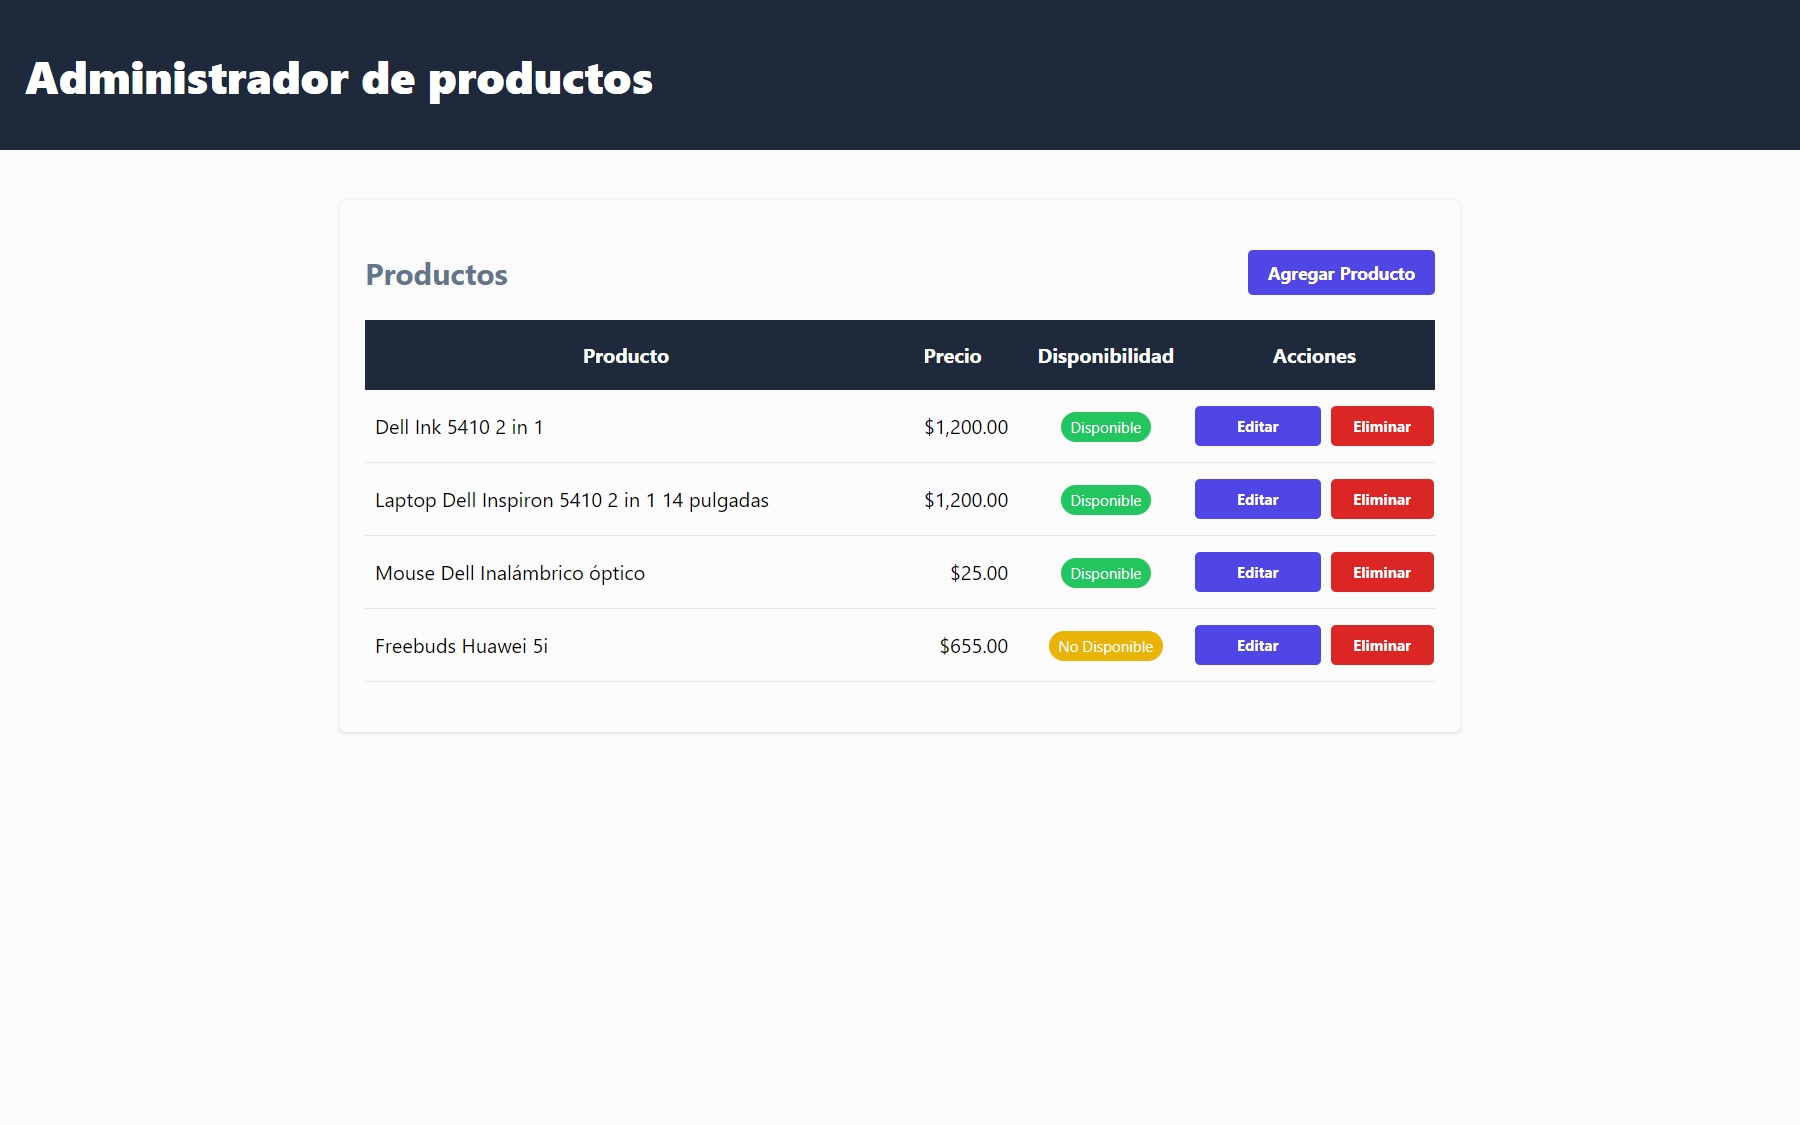 Administrador de productos
Productos
Agregar Producto
Producto Precio Disponibilidad Acciones
Dell Ink 5410 2 in 1 $1,200.00 Disponible Editar Eliminar
Laptop Dell Inspiron 5410 2 in 1 14 pulgadas $1,200.00 Disponible Editar Eliminar
Mouse Dell Inalámbrico óptico $25.00 Disponible Editar Eliminar
Freebuds Huawei 5i $655.00 No Disponible Editar Eliminar